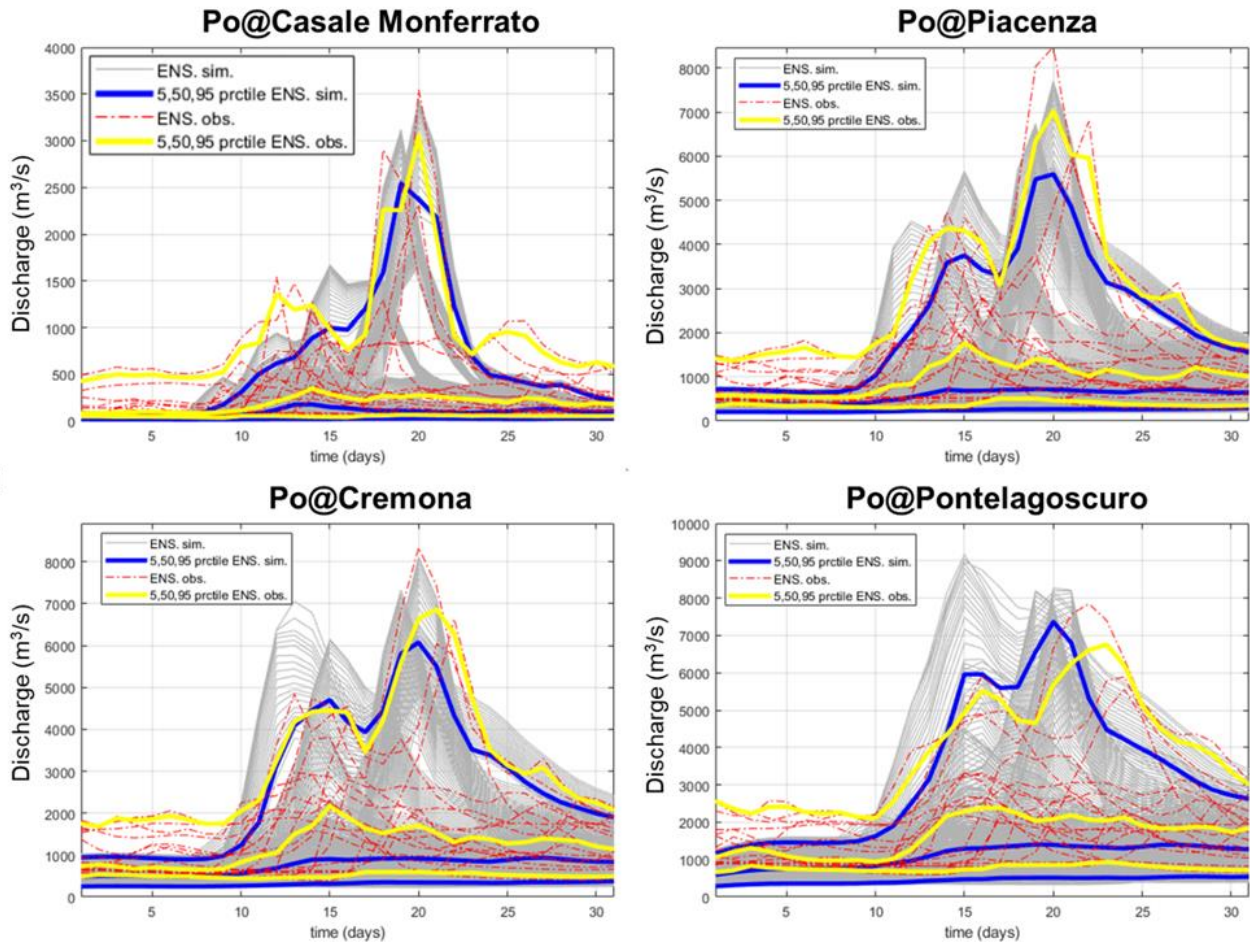 Po@Casale Monferrato
Discharge (m³/s)
4000
3500
3000
2500
2000
1500
1000
500
0
ENS. sim.
5,50,95 prctile ENS. sim.
ENS. obs.
5,50,95 prctile ENS. obs.
5 10 15 20 25 30
time (days)
Po@Piacenza
Discharge (m³/s)
8000
7000
6000
5000
4000
3000
2000
1000
0
ENS. sim.
5,50,95 prctile ENS. sim.
ENS. obs.
5,50,95 prctile ENS. obs.
5 10 15 20 25 30
time (days)
Po@Cremona
Discharge (m³/s)
8000
7000
6000
5000
4000
3000
2000
1000
0
ENS. sim.
5,50,95 prctile ENS. sim.
ENS. obs.
5,50,95 prctile ENS. obs.
5 10 15 20 25 30
time (days)
Po@Pontelagoscuro
Discharge (m³/s)
10000
9000
8000
7000
6000
5000
4000
3000
2000
1000
0
ENS. sim.
5,50,95 prctile ENS. sim.
ENS. obs.
5,50,95 prctile ENS. obs.
5 10 15 20 25 30
time (days)